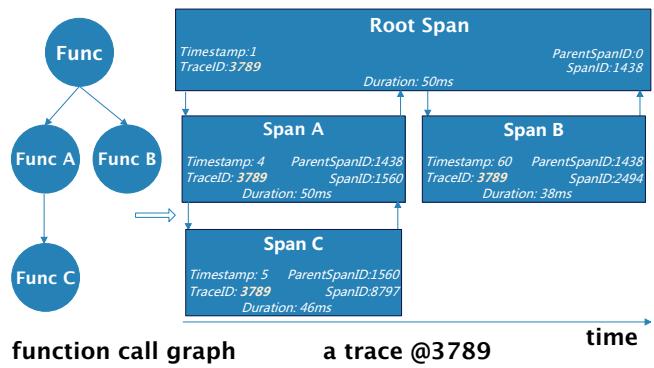 Func
Func A
Func B
Func C
function call graph
Root Span
Timestamp:1
ParentSpanID:0
TraceID:3789
SpanID:1438
Duration: 50ms
Span A
Timestamp: 4 ParentSpanID:1438
TraceID: 3789 SpanID:1560
Duration: 50ms
Span B
Timestamp: 60 ParentSpanID:1438
TraceID: 3789 SpanID:2494
Duration: 38ms
Span C
Timestamp: 5 ParentSpanID:1560
TraceID: 3789 SpanID:8797
Duration: 46ms
time
a trace @3789